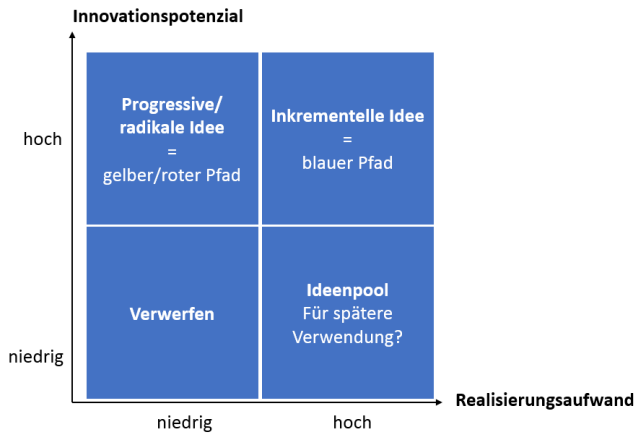 Innovationspotenzial
hoch
Progressive/
radikale Idee
=
gelber/roter Pfad
Inkrementelle Idee
=
blauer Pfad
niedrig
Verwerfen
Ideenpool
Für spätere
Verwendung?
Realisierungsaufwand
niedrig
hoch